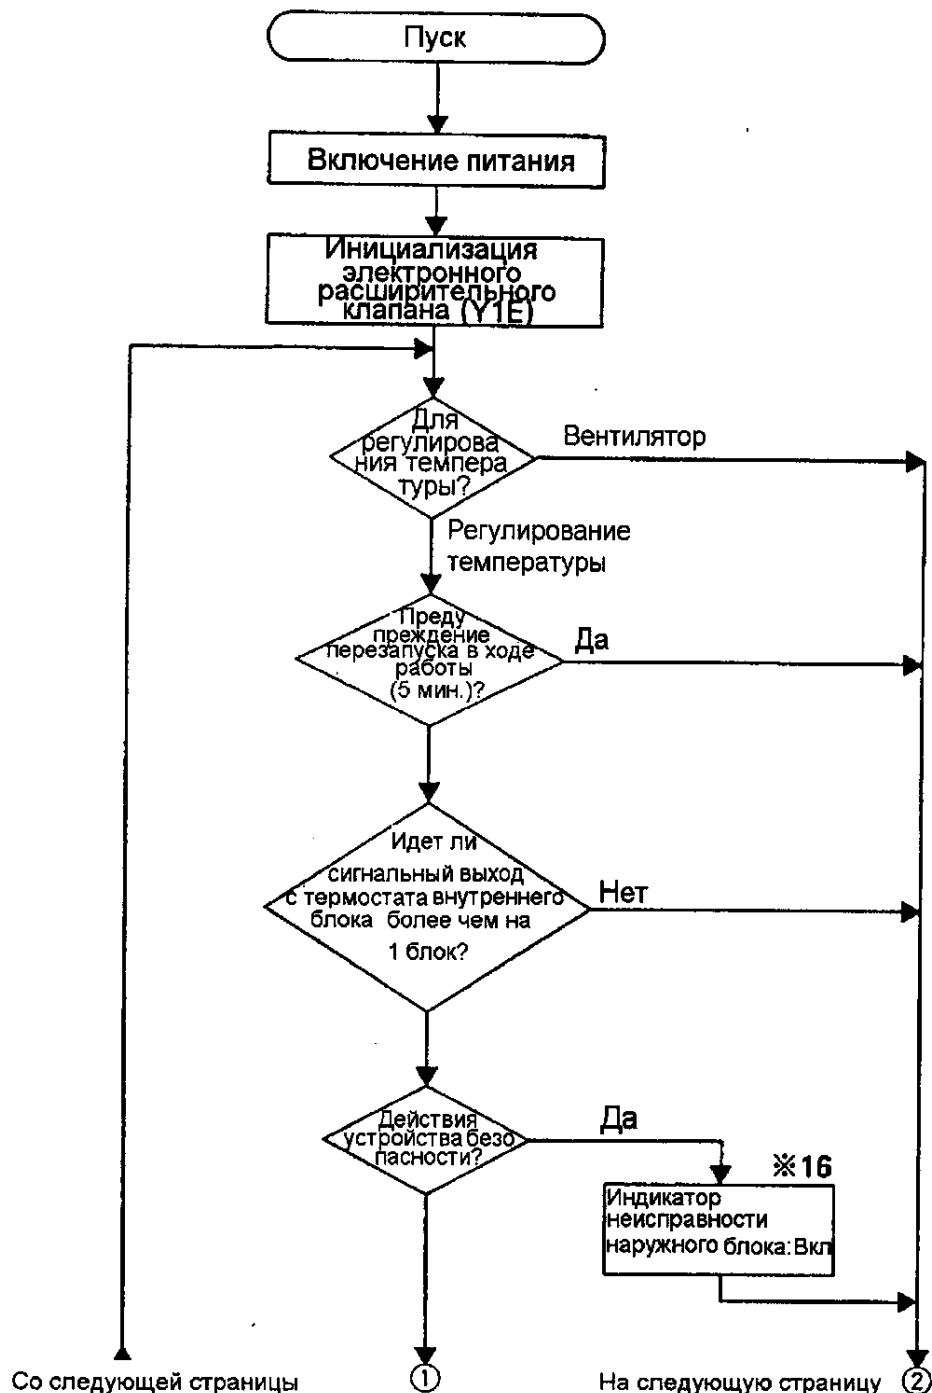 Пуск
Включение питания
Инициализация
электронного
расширительного
клапана (Y1E)
Для
регулирова
ния темпера
туры?
Вентилятор
Регулирование
температуры
Преду
преждение
перезапуска в ходе
работы
(5 мин.)?
Да
Идет ли
сигнальный выход
с термостата внутреннего
блока более чем на
1 блок?
Нет
Действия
устройства безо
пасности?
Да
※16
Индикатор
неисправности
наружного блока: Вкл
Со следующей страницы
①
На следующую страницу ②